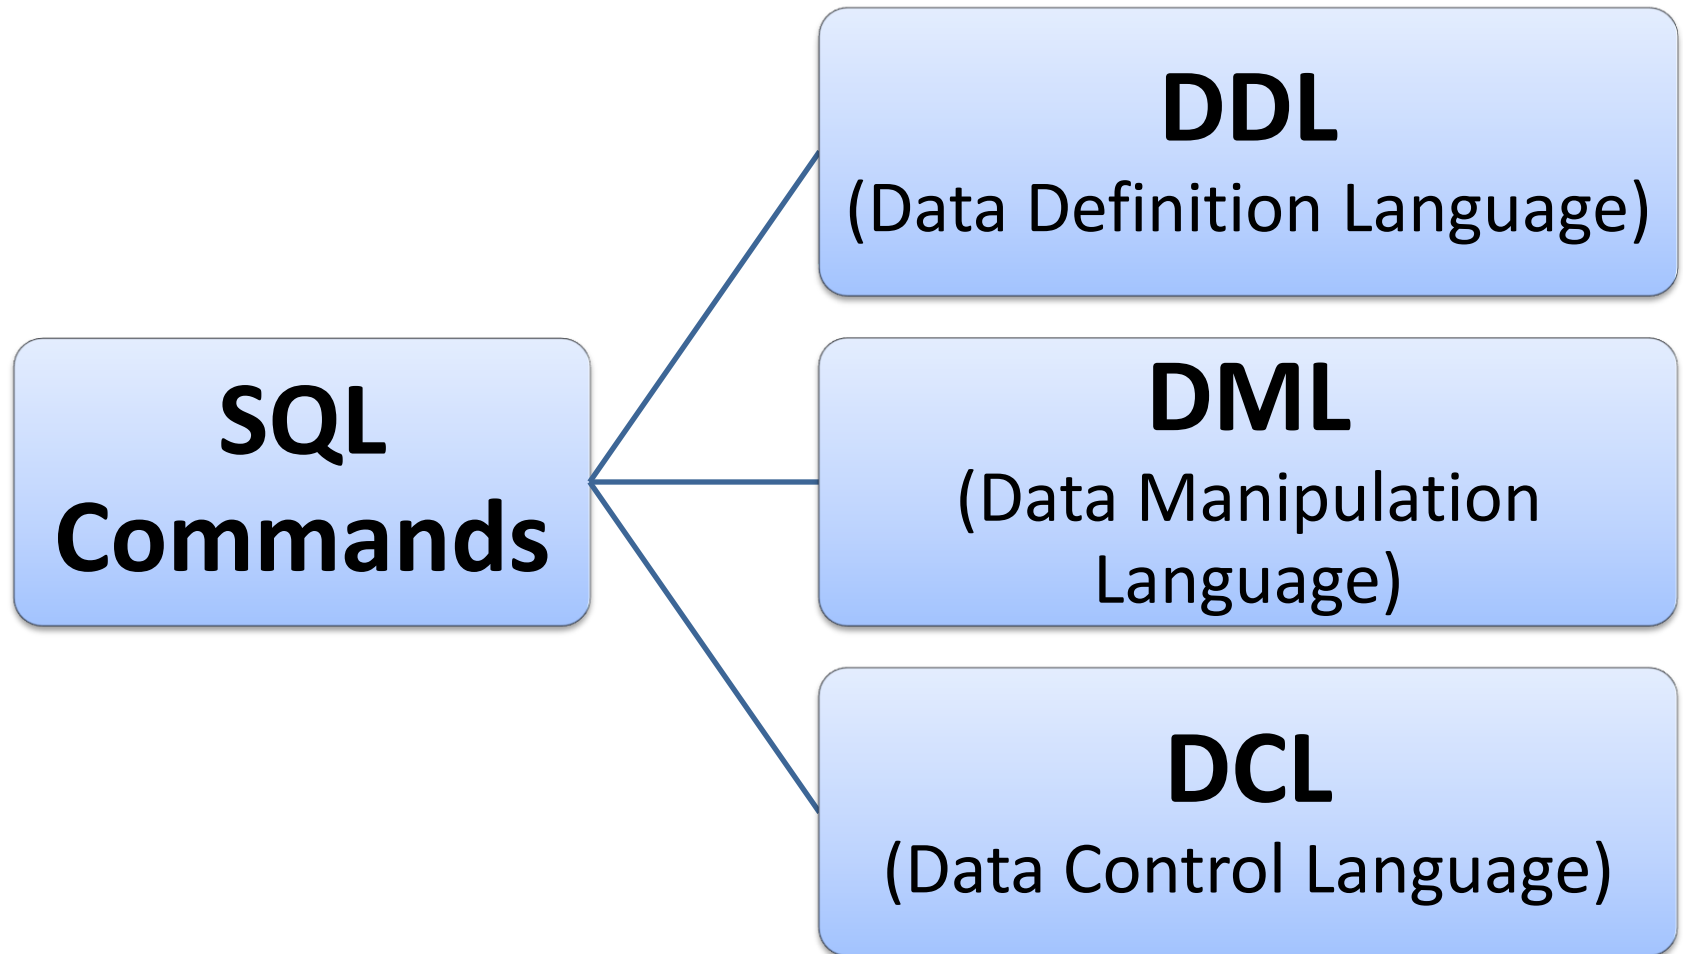 SQL
Commands
DDL
(Data Definition Language)
DML
(Data Manipulation
Language)
DCL
(Data Control Language)